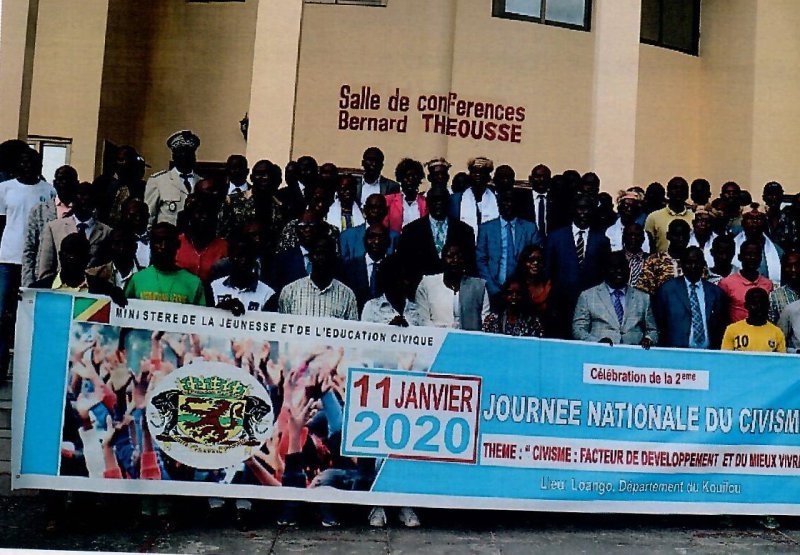 Salle de conferences
Bernard THEOUSSE
MINISTERE DE LA JEUNESSE ET DE L'EDUCATION CIVIQUE
11 JANVIER
2020
Célébration de la 2eme
JOURNEE NATIONALE DU CIVISM
THEME : " CIVISME : FACTEUR DE DEVELOPPEMENT ET DU MIEUX VIVRE
Lieu Loango, Département du Kouilou
10